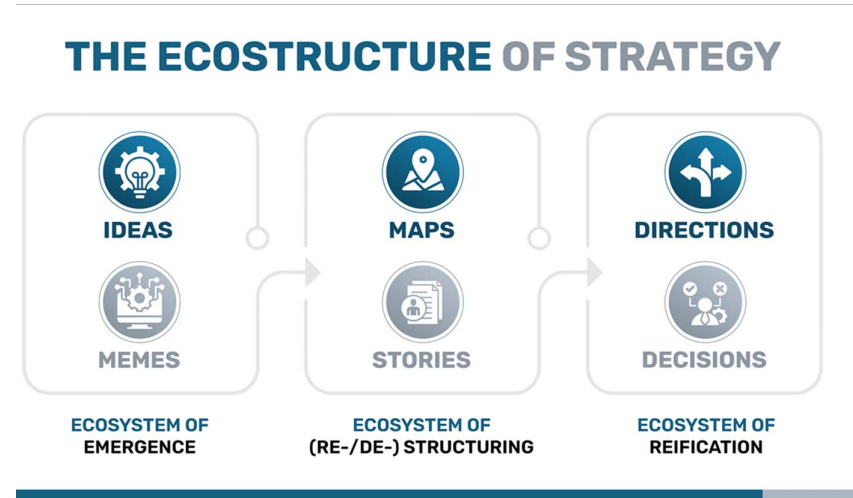 THE ECOSTRUCTURE OF STRATEGY
IDEAS
MEMES
ECOSYSTEM OF
EMERGENCE
MAPS
STORIES
ECOSYSTEM OF
(RE-/DE-) STRUCTURING
DIRECTIONS
DECISIONS
ECOSYSTEM OF
REIFICATION